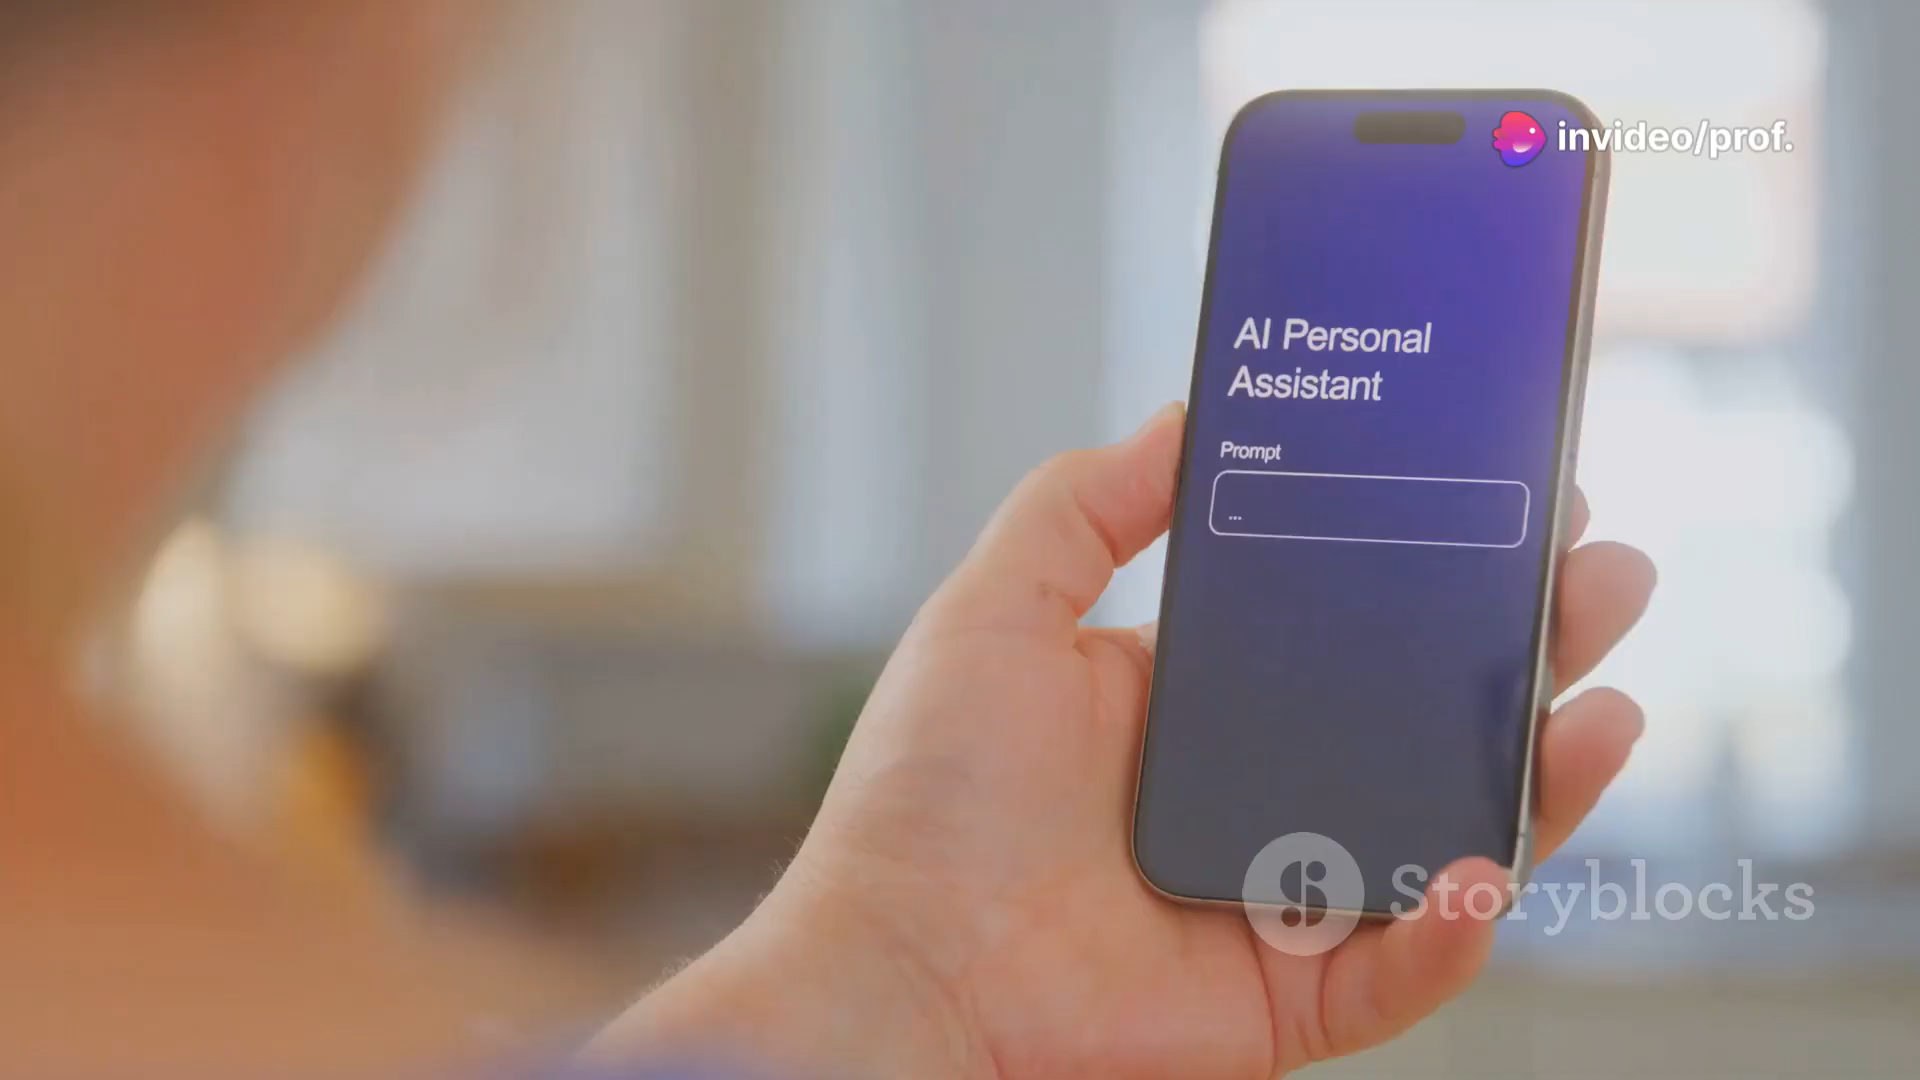 invideo/prof.
AI Personal
Assistant
Prompt
...
Storyblocks